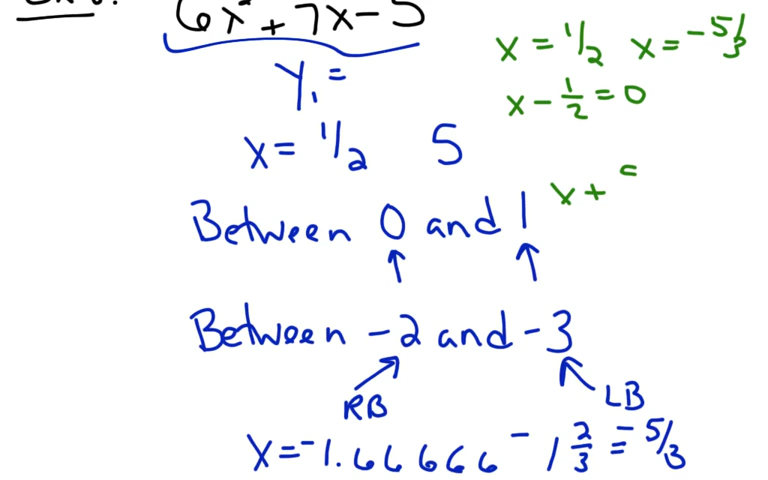 6x² + 7x - 5
Y₁ =
x = 1/2 5
Between 0 and 1
Between -2 and -3
RB
LB
x = -1.66666 -1 2/3 = -5/3
x = 1/2 x = -5/3
x - 1/2 = 0
x +